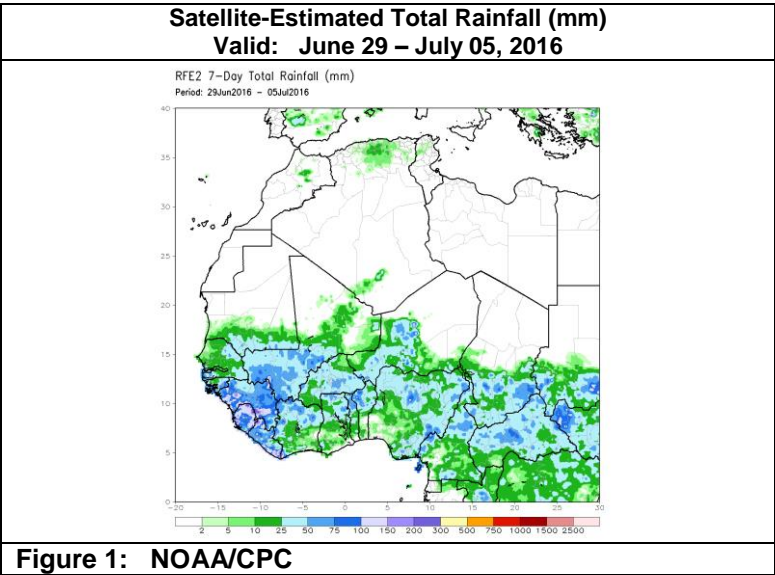 Satellite-Estimated Total Rainfall (mm)
Valid: June 29 – July 05, 2016
RFE2 7-Day Total Rainfall (mm)
Period: 29Jun2016 - 05Jul2016
40
35
30
25
20
15
10
5
0
-20 -15 -10 -5 0 5 10 15 20 25 30
2 5 10 25 50 75 100 150 200 300 500 750 1000 1500 2500
Figure 1: NOAA/CPC